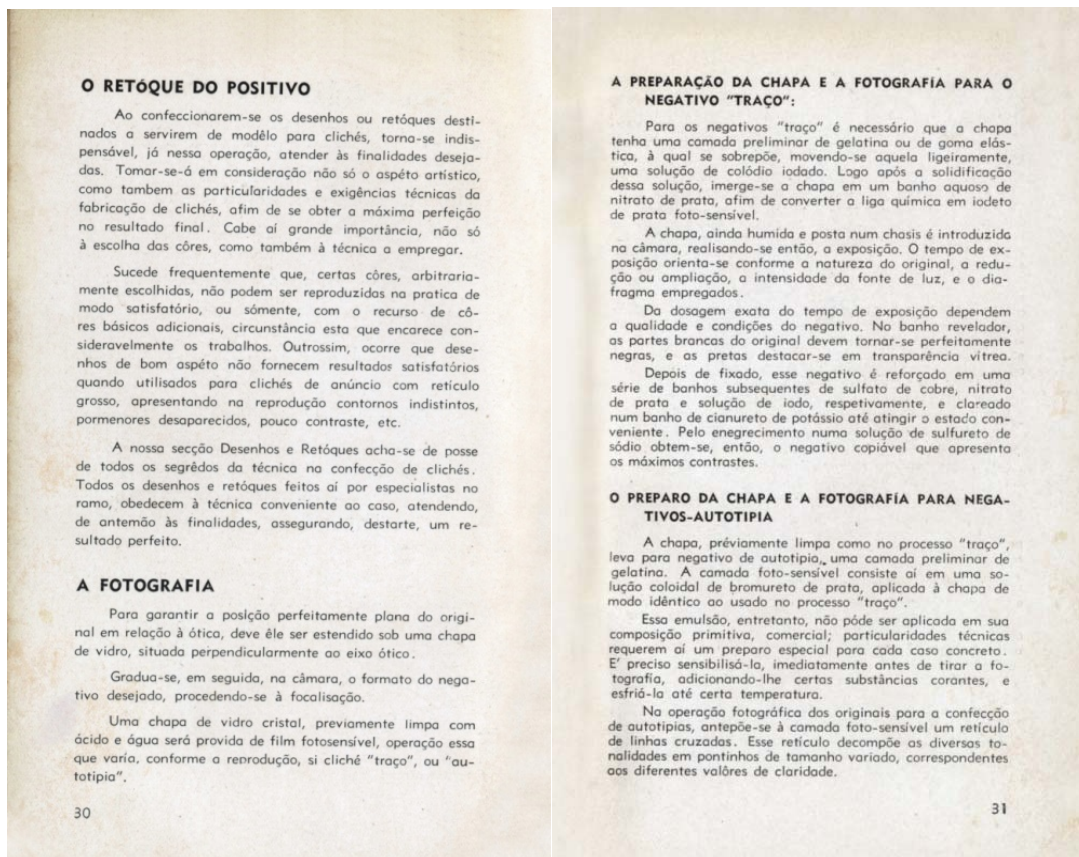 O RETÓQUE DO POSITIVO
Ao confeccionarem-se os desenhos ou retóques desti-
nados a servirem de modêlo para clichés, torna-se indis-
pensável, já nessa operação, atender às finalidades deseja-
das. Tomar-se-á em consideração não só o aspéto artístico,
como tambem as particularidades e exigências técnicas da
fabricação de clichés, afim de se obter a máxima perfeição
no resultado final. Cabe aí grande importância, não só
à escolha das côres, como também à técnica a empregar.
Sucede frequentemente que, certas côres, arbitraria-
mente escolhidas, não podem ser reproduzidas na pratica de
modo satisfatório, ou sómente, com o recurso de cô-
res básicos adicionais, circunstância esta que encarece con-
sideravelmente os trabalhos. Outrossim, ocorre que dese-
nhos de bom aspéto não fornecem resultados satisfatórios
quando utilisados para clichés de anúncio com retículo
grosso, apresentando na reprodução contornos indistintos,
pormenores desaparecidos, pouco contraste, etc.
A nossa secção Desenhos e Retóques acha-se de posse
de todos os segrêdos da técnica na confecção de clichés.
Todos os desenhos e retóques feitos aí por especialistas no
ramo, obedecem à técnica conveniente ao caso, atendendo,
de antemão às finalidades, assegurando, destarte, um re-
sultado perfeito.
A FOTOGRAFIA
Para garantir a posição perfeitamente plana do origi-
nal em relação à ótica, deve êle ser estendido sob uma chapa
de vidro, situada perpendicularmente ao eixo ótico.
Gradua-se, em seguida, na câmara, o formato do nega-
tivo desejado, procedendo-se à focalisação.
Uma chapa de vidro cristal, previamente limpa com
ácido e água será provida de film fotosensível, operação essa
que varía, conforme a reprodução, si cliché "traço", ou "au-
totipia".
30
A PREPARAÇÃO DA CHAPA E A FOTOGRAFÍA PARA O
NEGATIVO "TRAÇO":
Para os negativos "traço" é necessário que a chapa
tenha uma camada preliminar de gelatina ou de goma elás-
tica, à qual se sobrepõe, movendo-se aquela ligeiramente,
uma solução de colódio iodado. Logo após a solidificação
dessa solução, imerge-se a chapa em um banho aquoso de
nitrato de prata, afim de converter a liga química em iodeto
de prata foto-sensível.
A chapa, ainda humida e posta num chasis é introduzida
na câmara, realisando-se então, a exposição. O tempo de ex-
posição orienta-se conforme a natureza do original, a redu-
ção ou ampliação, a intensidade da fonte de luz, e o dia-
fragma empregados.
Da dosagem exata do tempo de exposição dependem
a qualidade e condições do negativo. No banho revelador,
as partes brancas do original devem tornar-se perfeitamente
negras, e as pretas destacar-se em transparência vítrea.
Depois de fixado, esse negativo é reforçado em uma
série de banhos subsequentes de sulfato de cobre, nitrato
de prata e solução de iodo, respetivamente, e clareado
num banho de cianureto de potássio até atingir o estado con-
veniente. Pelo enegrecimento numa solução de sulfureto de
sódio obtem-se, então, o negativo copiável que apresenta
os máximos contrastes.
O PREPARO DA CHAPA E A FOTOGRAFÍA PARA NEGA-
TIVOS-AUTOTIPIA
A chapa, préviamente limpa como no processo "traço",
leva para negativo de autotipia, uma camada preliminar de
gelatina. A camada foto-sensível consiste aí em uma so-
lução coloidal de bromureto de prata, aplicada à chapa de
modo idêntico ao usado no processo "traço".
Essa emulsão, entretanto, não póde ser aplicada em sua
composição primitiva, comercial; particularidades técnicas
requerem aí um preparo especial para cada caso concreto.
E' preciso sensibilisá-la, imediatamente antes de tirar a fo-
tografia, adicionando-lhe certas substâncias corantes, e
esfriá-la até certa temperatura.
Na operação fotográfica dos originais para a confecção
de autotipias, antepõe-se à camada foto-sensível um retículo
de linhas cruzadas. Esse retículo decompõe as diversas to-
nalidades em pontinhos de tamanho variado, correspondentes
aos diferentes valôres de claridade.
31